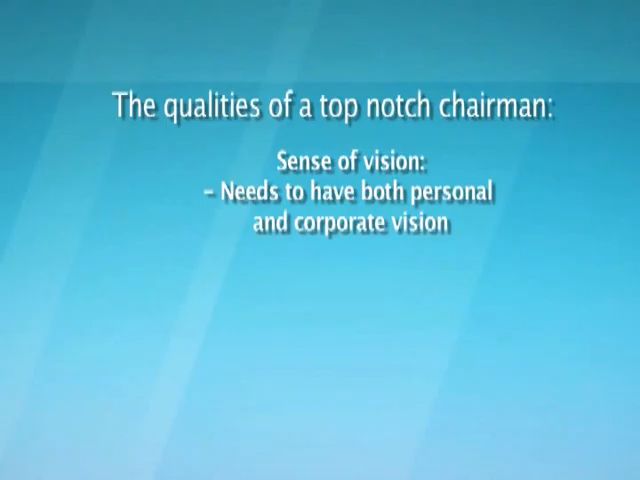 The qualities of a top notch chairman:
Sense of vision:
- Needs to have both personal
and corporate vision